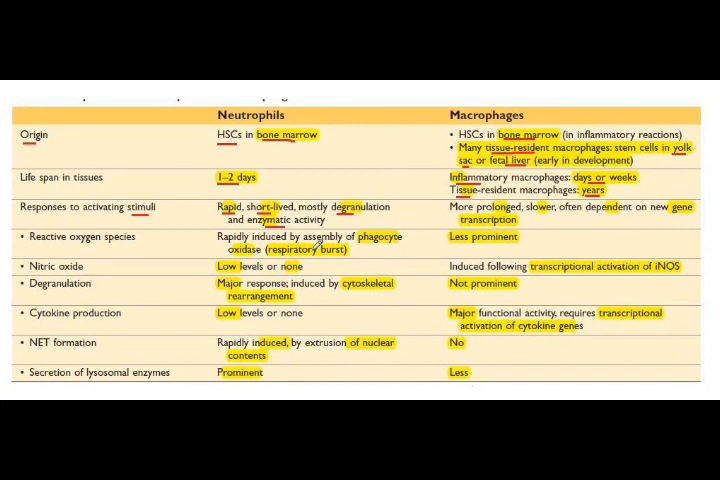 Neutrophils Macrophages
Origin HSCs in bone marrow • HSCs in bone marrow (in inflammatory reactions)
• Many tissue-resident macrophages: stem cells in yolk
sac or fetal liver (early in development)
Life span in tissues 1–2 days Inflammatory macrophages: days or weeks
Tissue-resident macrophages: years
Responses to activating stimuli Rapid, short-lived, mostly degranulation More prolonged, slower, often dependent on new gene
and enzymatic activity transcription
• Reactive oxygen species Rapidly induced by assembly of phagocyte Less prominent
oxidase (respiratory burst)
• Nitric oxide Low levels or none Induced following transcriptional activation of iNOS
• Degranulation Major response; induced by cytoskeletal Not prominent
rearrangement
• Cytokine production Low levels or none Major functional activity, requires transcriptional
activation of cytokine genes
• NET formation Rapidly induced, by extrusion of nuclear No
contents
• Secretion of lysosomal enzymes Prominent Less